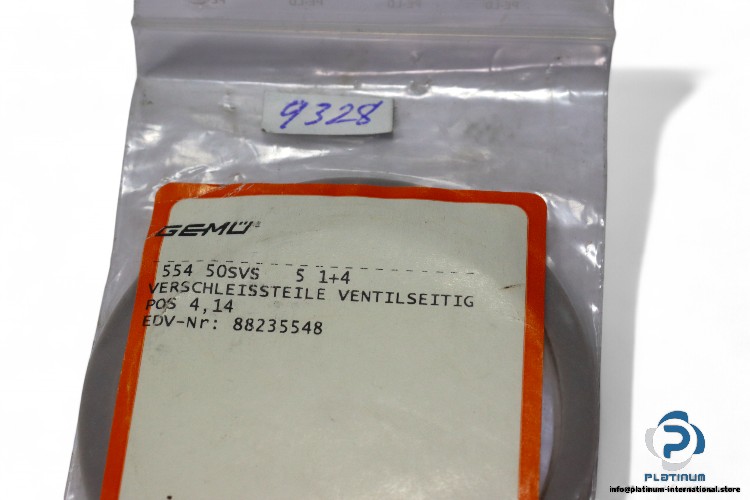 9328
GEMÜ®
554 50SVS 5 1+4
VERSCHLEISSTEILE VENTILSEITIG
POS 4,14
EDV-Nr: 88235548
PLATINUM
info@platinum-international.store